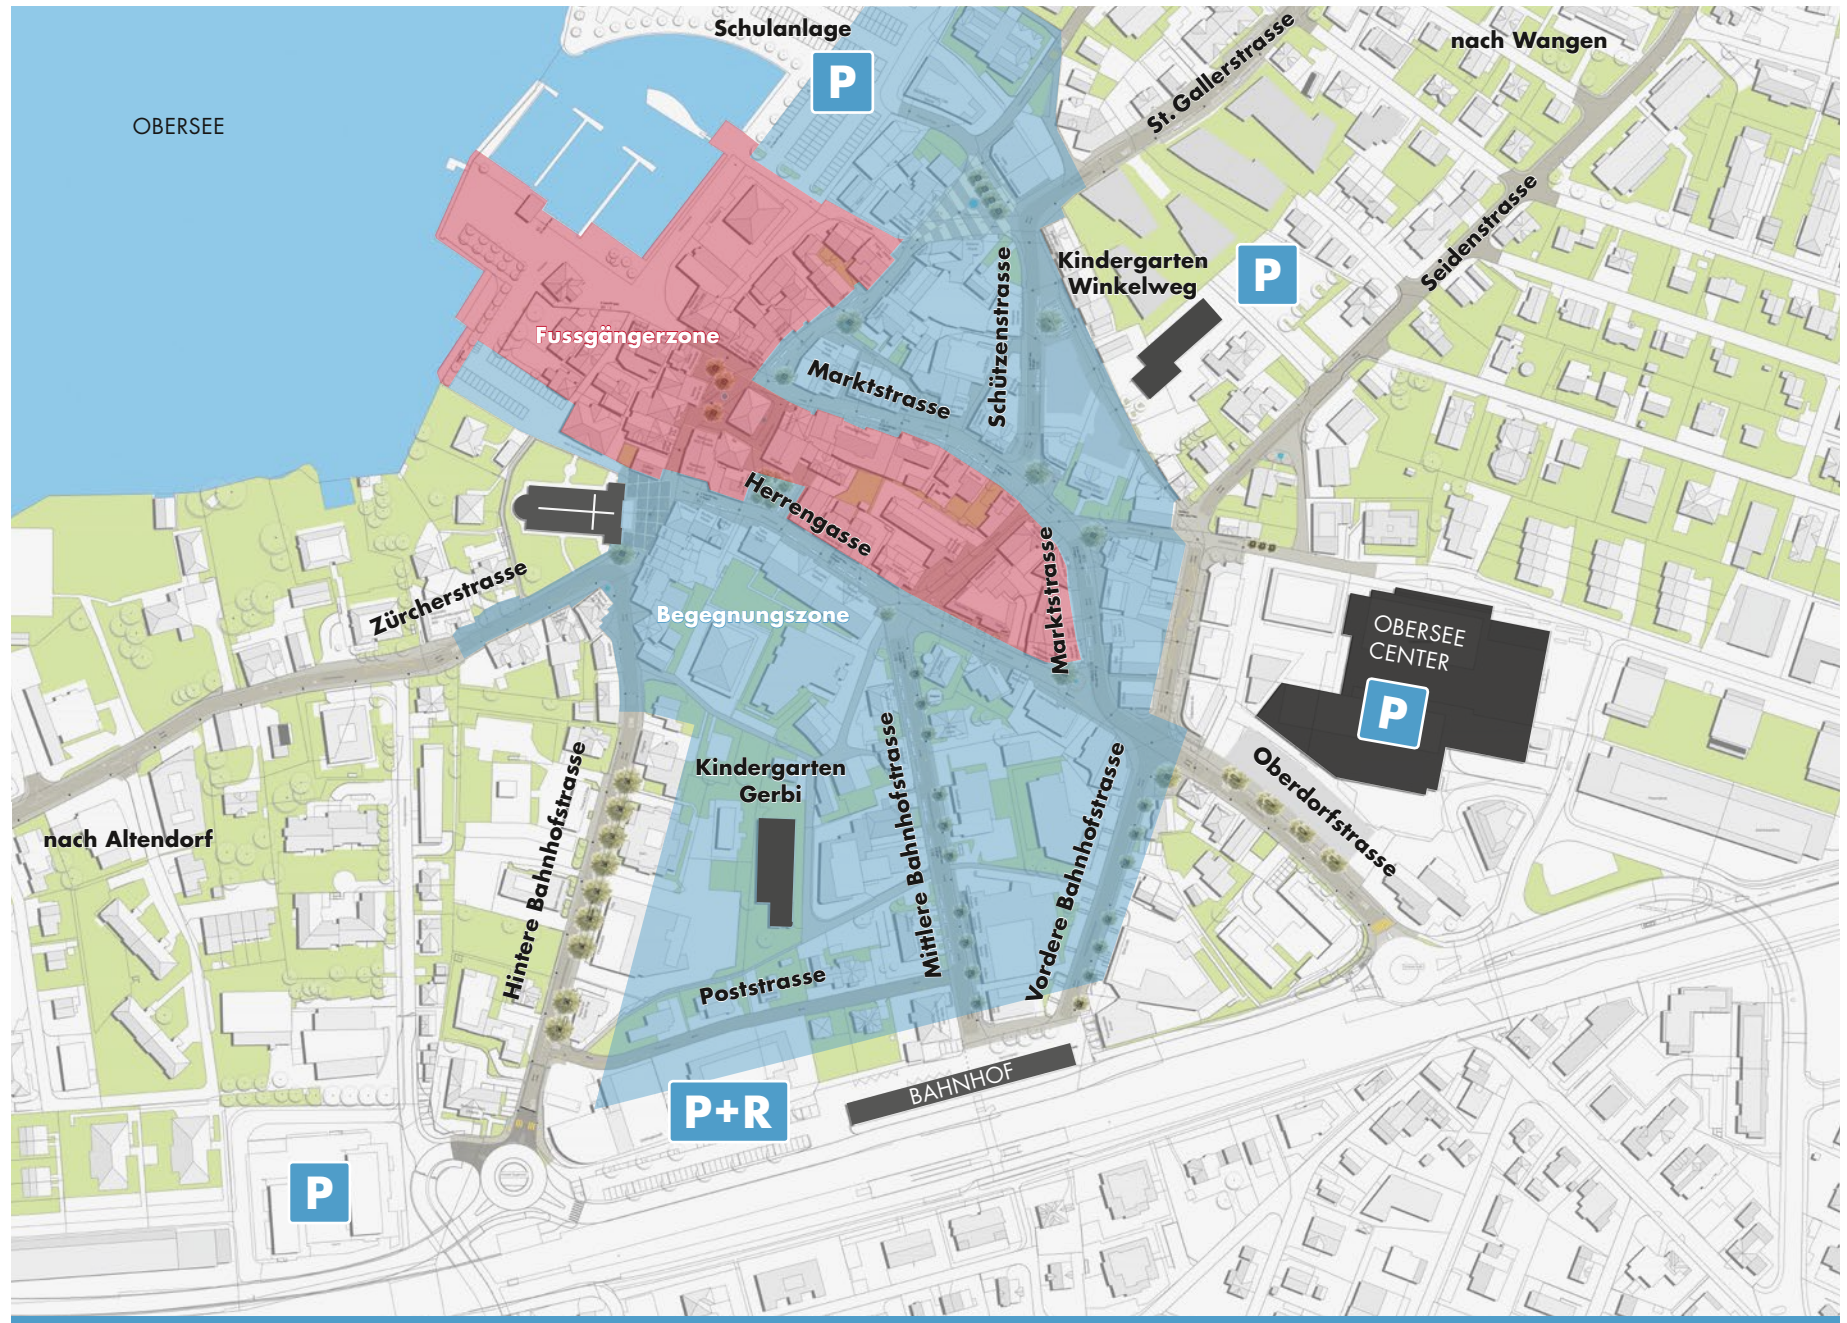 Schulanlage
P
nach Wangen
St. Gallerstrasse
OBERSEE
Seidenstrasse
Kindergarten
Winkelweg
P
Schützenstrasse
Fussgängerzone
Marktstrasse
Herrengasse
Marktstrasse
Zürcherstrasse
Begegnungszone
OBERSEE
CENTER
P
Hintere Bahnhofstrasse
Kindergarten
Gerbi
Mittlere Bahnhofstrasse
Vordere Bahnhofstrasse
Oberdorfstrasse
nach Altendorf
Poststrasse
BAHNHOF
P+R
P